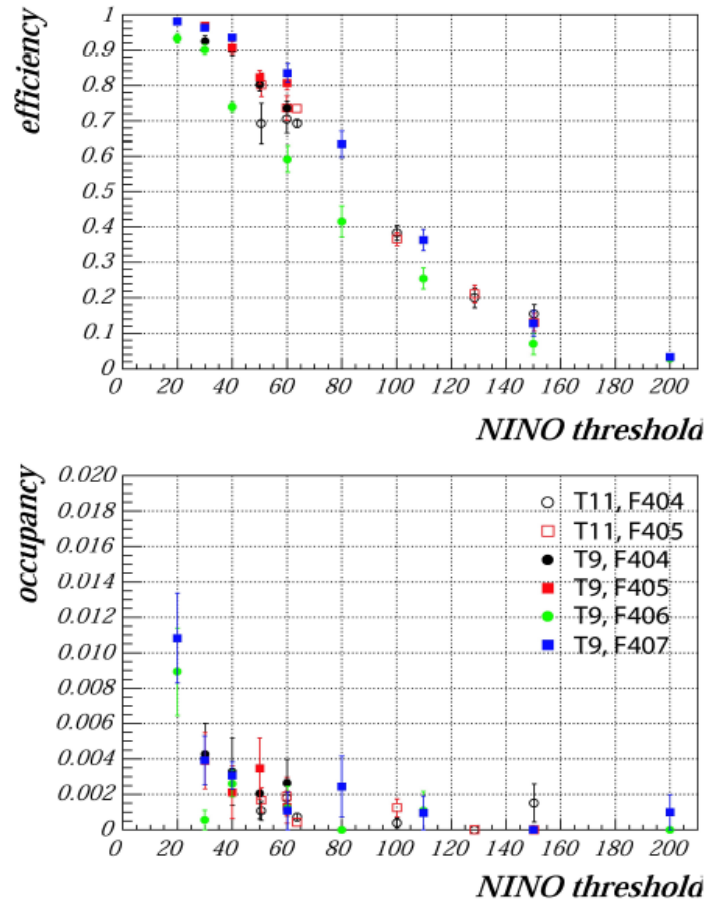 efficiency
1
0.9
0.8
0.7
0.6
0.5
0.4
0.3
0.2
0.1
0
0 20 40 60 80 100 120 140 160 180 200
NINO threshold
occupancy
0.020
0.018
0.016
0.014
0.012
0.010
0.008
0.006
0.004
0.002
0
T11, F404
T11, F405
T9, F404
T9, F405
T9, F406
T9, F407
0 20 40 60 80 100 120 140 160 180 200
NINO threshold